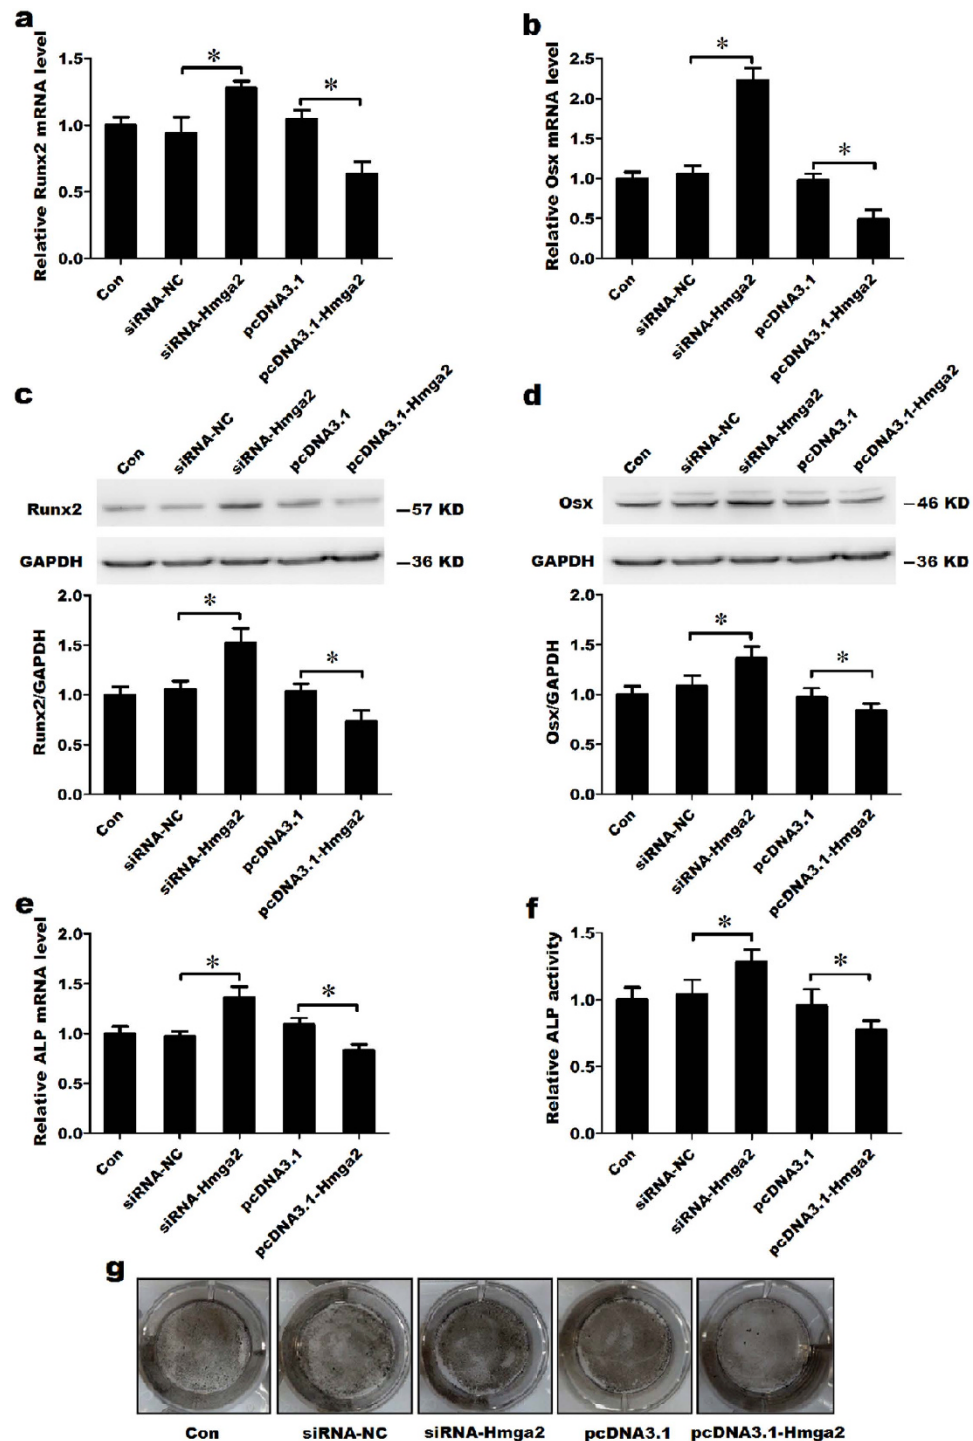 a
Relative Runx2 mRNA level
1.5
1.0
0.5
0.0
*
*
Con
siRNA-NC
siRNA-Hmga2
pcDNA3.1
pcDNA3.1-Hmga2
b
Relative Osx mRNA level
2.5
2.0
1.5
1.0
0.5
0.0
*
*
Con
siRNA-NC
siRNA-Hmga2
pcDNA3.1
pcDNA3.1-Hmga2
c
Con
siRNA-NC
siRNA-Hmga2
pcDNA3.1
pcDNA3.1-Hmga2
Runx2
–57 KD
GAPDH
–36 KD
Runx2/GAPDH
2.0
1.5
1.0
0.5
0.0
*
*
Con
siRNA-NC
siRNA-Hmga2
pcDNA3.1
pcDNA3.1-Hmga2
d
Con
siRNA-NC
siRNA-Hmga2
pcDNA3.1
pcDNA3.1-Hmga2
Osx
–46 KD
GAPDH
–36 KD
Osx/GAPDH
2.0
1.5
1.0
0.5
0.0
*
*
Con
siRNA-NC
siRNA-Hmga2
pcDNA3.1
pcDNA3.1-Hmga2
e
Relative ALP mRNA level
2.0
1.5
1.0
0.5
0.0
*
*
Con
siRNA-NC
siRNA-Hmga2
pcDNA3.1
pcDNA3.1-Hmga2
f
Relative ALP activity
1.5
1.0
0.5
0.0
*
*
Con
siRNA-NC
siRNA-Hmga2
pcDNA3.1
pcDNA3.1-Hmga2
g
Con
siRNA-NC
siRNA-Hmga2
pcDNA3.1
pcDNA3.1-Hmga2